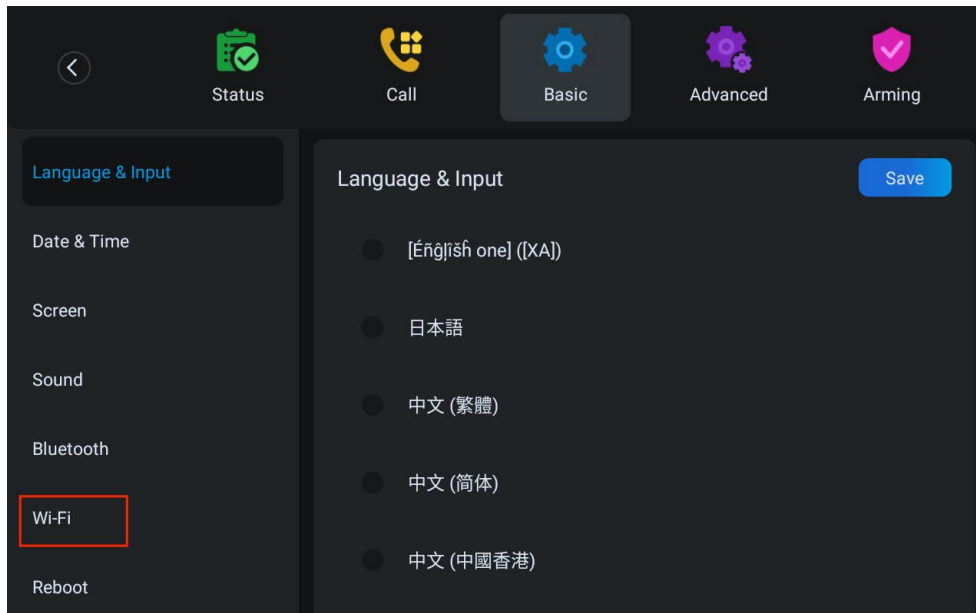 Status
Call
Basic
Advanced
Arming
Language & Input
Date & Time
Screen
Sound
Bluetooth
Wi-Fi
Reboot
Language & Input
Save
[Éñĝļîšĥ one] ([XA])
日本語
中文 (繁體)
中文 (简体)
中文 (中國香港)